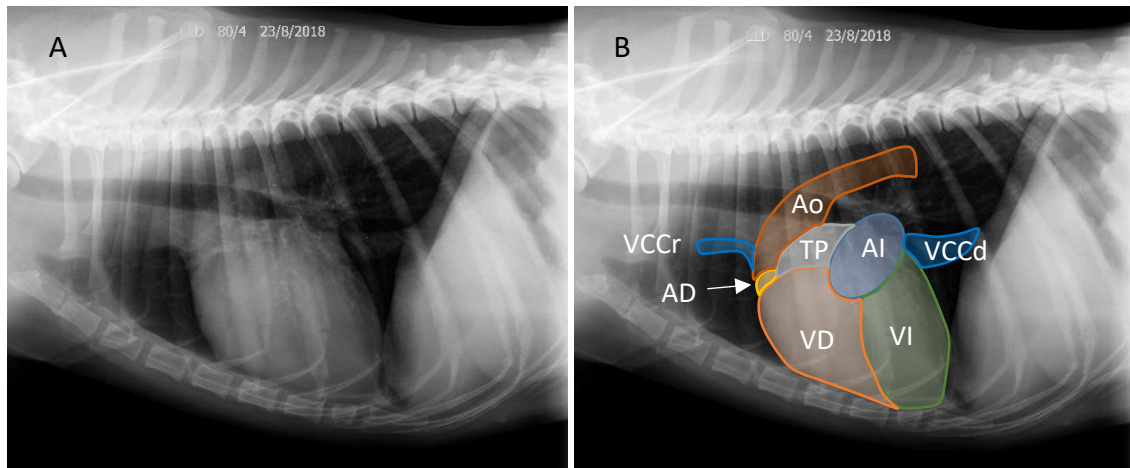 A
LLD 80/4 23/8/2018
B
LLD 80/4 23/8/2018
Ao
VCCr
TP
AI
VCCd
AD
VD
VI